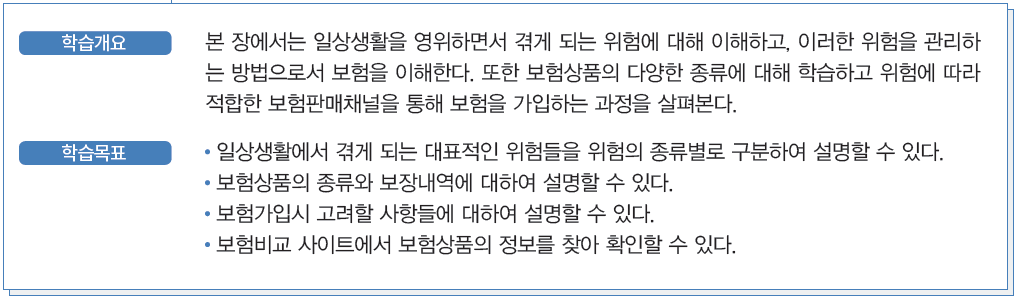 학습개요
본 장에서는 일상생활을 영위하면서 겪게 되는 위험에 대해 이해하고, 이러한 위험을 관리하
는 방법으로서 보험을 이해한다. 또한 보험상품의 다양한 종류에 대해 학습하고 위험에 따라
적합한 보험판매채널을 통해 보험을 가입하는 과정을 살펴본다.
학습목표
• 일상생활에서 겪게 되는 대표적인 위험들을 위험의 종류별로 구분하여 설명할 수 있다.
• 보험상품의 종류와 보장내역에 대하여 설명할 수 있다.
• 보험가입시 고려할 사항들에 대하여 설명할 수 있다.
• 보험비교 사이트에서 보험상품의 정보를 찾아 확인할 수 있다.